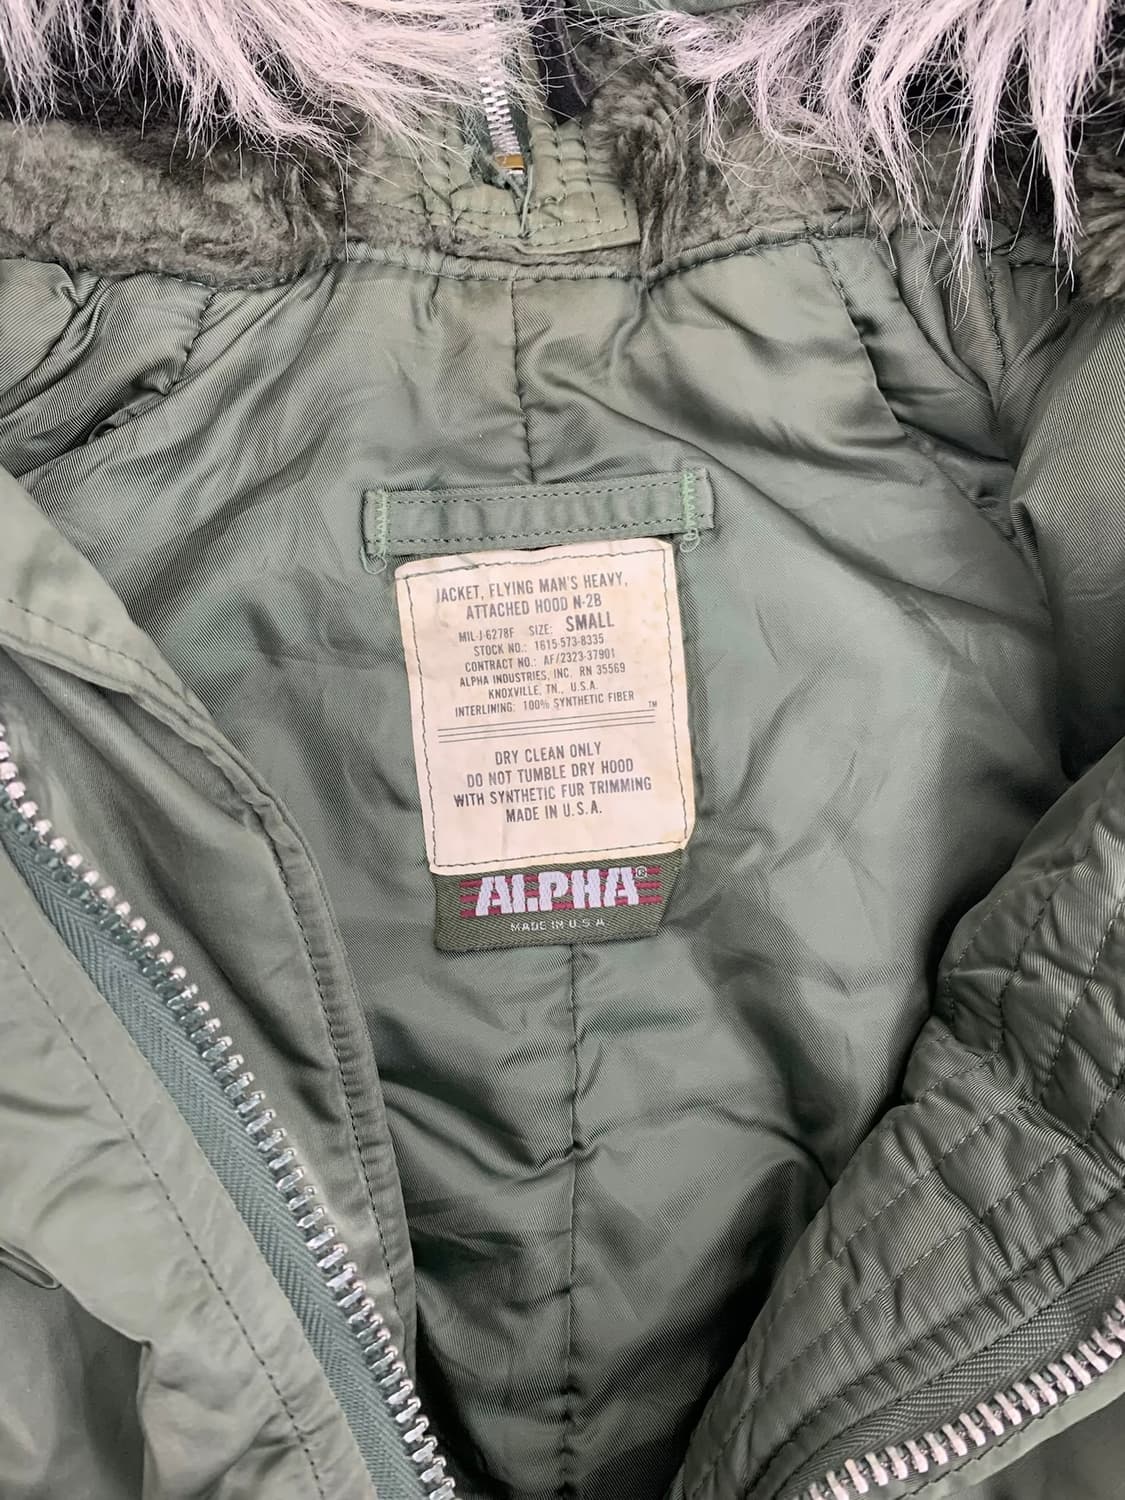 JACKET, FLYING MAN'S HEAVY,
ATTACHED HOOD N-2B
MIL-J-6278F SIZE: SMALL
STOCK NO.: 1615-573-8335
CONTRACT NO.: AF/2323-37901
ALPHA INDUSTRIES, INC. RN 35569
KNOXVILLE, TN., U.S.A.
INTERLINING: 100% SYNTHETIC FIBER
TM
DRY CLEAN ONLY
DO NOT TUMBLE DRY HOOD
WITH SYNTHETIC FUR TRIMMING
MADE IN U.S.A.
ALPHA®
MADE IN U.S.A